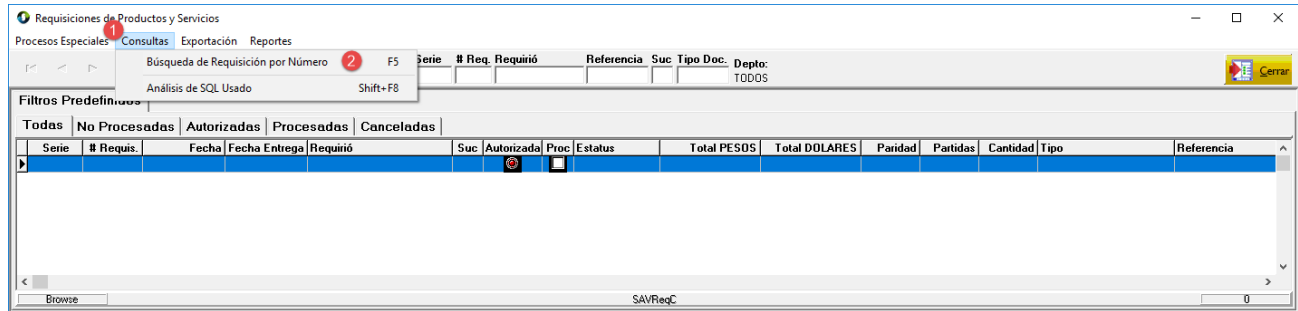 Requisiciones de Productos y Servicios
1
Procesos Especiales Consultas Exportación Reportes
Búsqueda de Requisición por Número 2 F5
Análisis de SQL Usado Shift+F8
Serie # Req. Requirió Referencia Suc Tipo Doc. Depto:
TODOS
Cerrar
Filtros Predefinidos
Todas No Procesadas Autorizadas Procesadas Canceladas
Serie # Requis. Fecha Fecha Entrega Requirió Suc Autorizada Proc Estatus Total PESOS Total DOLARES Paridad Partidas Cantidad Tipo Referencia
Browse SAVReqC 0